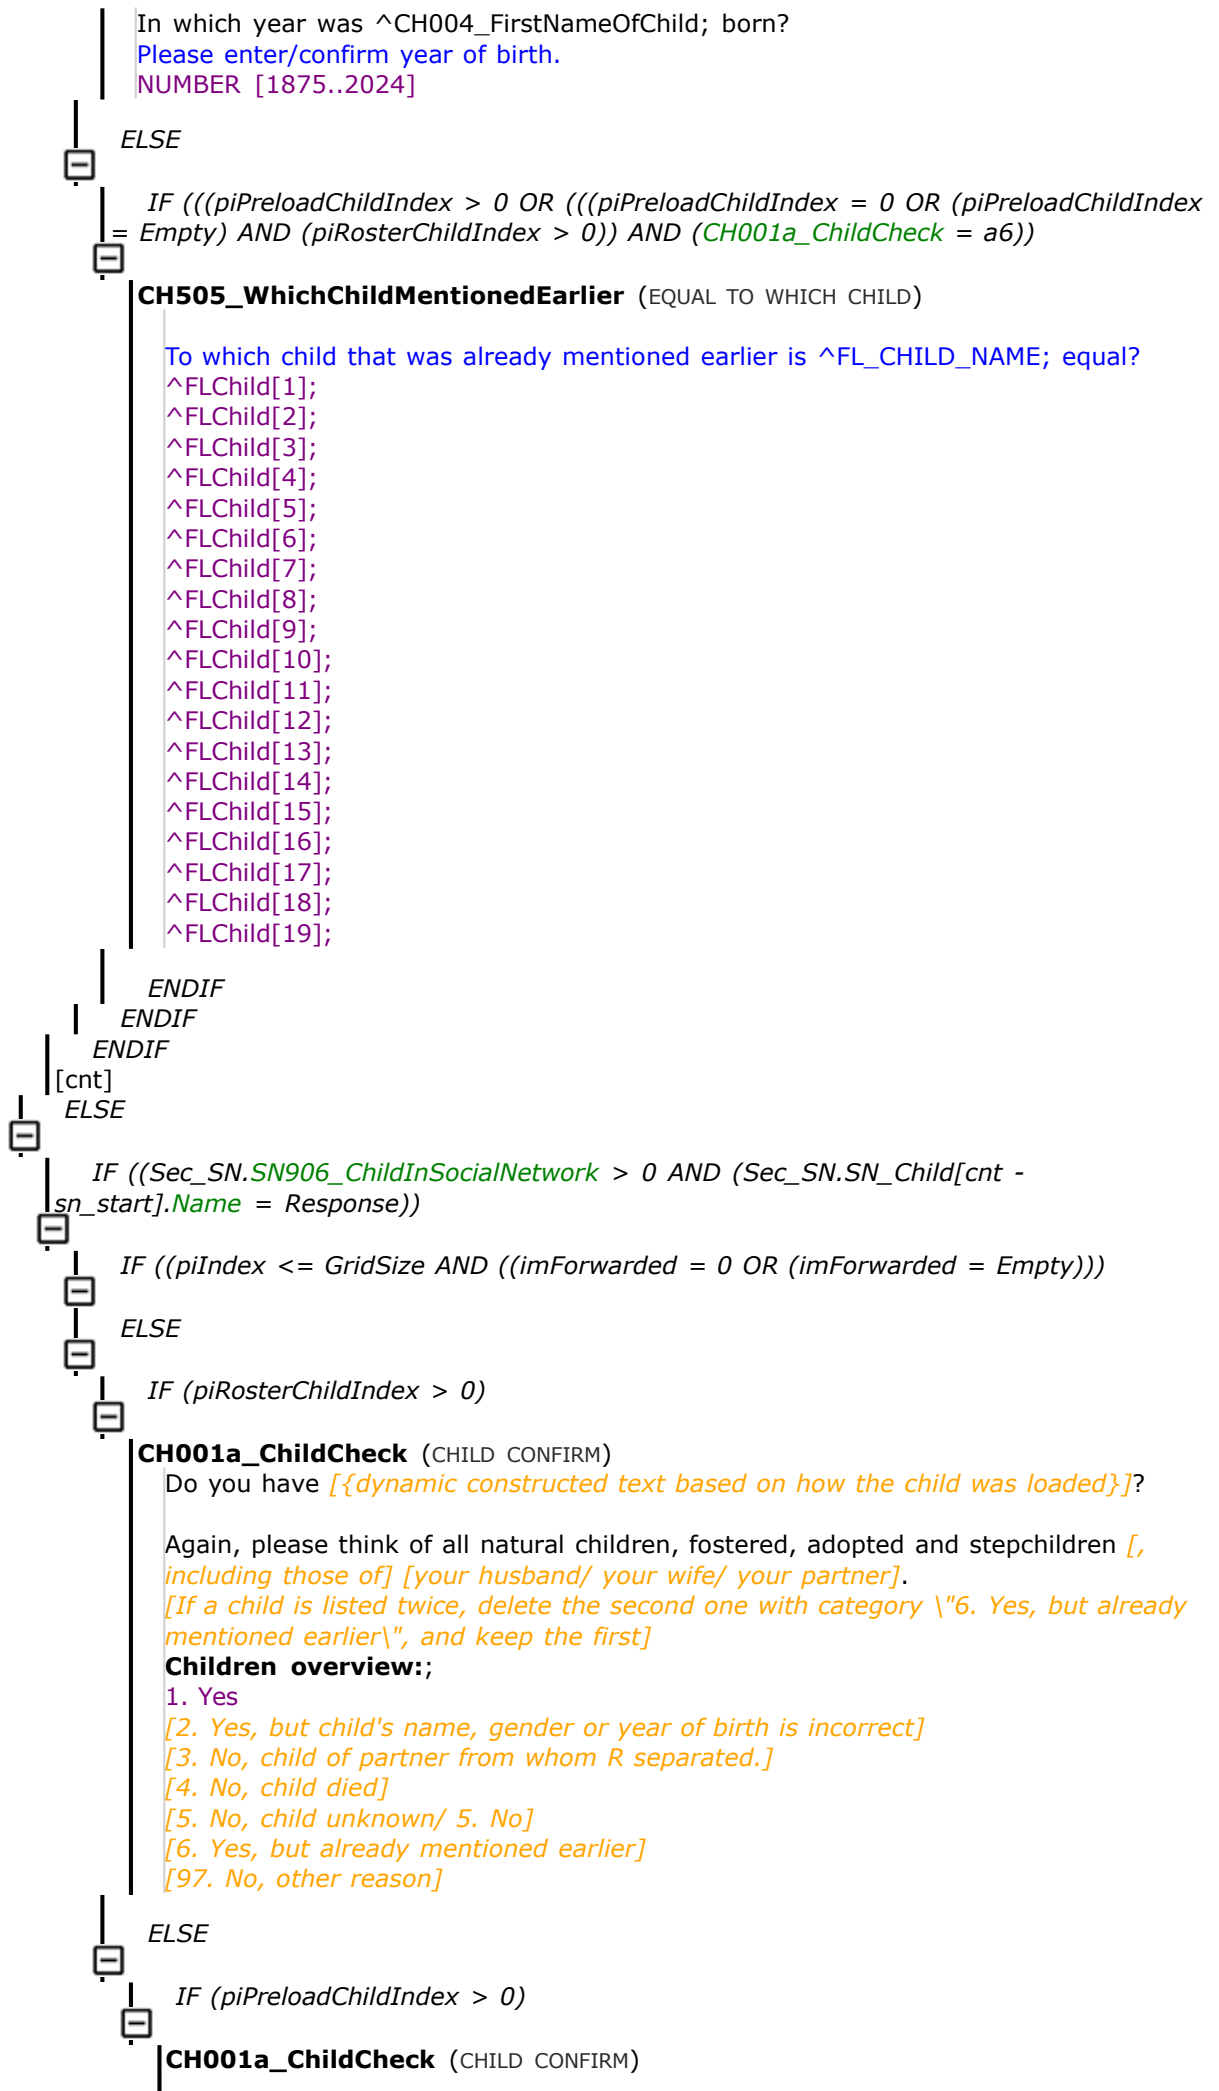 In which year was ^CH004_FirstNameOfChild; born?
Please enter/confirm year of birth.
NUMBER [1875..2024]
ELSE
IF (((piPreloadChildIndex > 0 OR (((piPreloadChildIndex = 0 OR (piPreloadChildIndex
= Empty) AND (piRosterChildIndex > 0)) AND (CH001a_ChildCheck = a6))
CH505_WhichChildMentionedEarlier (EQUAL TO WHICH CHILD)
To which child that was already mentioned earlier is ^FL_CHILD_NAME; equal?
^FLChild[1];
^FLChild[2];
^FLChild[3];
^FLChild[4];
^FLChild[5];
^FLChild[6];
^FLChild[7];
^FLChild[8];
^FLChild[9];
^FLChild[10];
^FLChild[11];
^FLChild[12];
^FLChild[13];
^FLChild[14];
^FLChild[15];
^FLChild[16];
^FLChild[17];
^FLChild[18];
^FLChild[19];
ENDIF
ENDIF
ENDIF
[cnt]
ELSE
IF ((Sec_SN.SN906_ChildInSocialNetwork > 0 AND (Sec_SN.SN_Child[cnt -
sn_start].Name = Response))
IF ((piIndex <= GridSize AND ((imForwarded = 0 OR (imForwarded = Empty)))
ELSE
IF (piRosterChildIndex > 0)
CH001a_ChildCheck (CHILD CONFIRM)
Do you have [{dynamic constructed text based on how the child was loaded}]?
Again, please think of all natural children, fostered, adopted and stepchildren [,
including those of] [your husband/ your wife/ your partner].
[If a child is listed twice, delete the second one with category \"6. Yes, but already
mentioned earlier\", and keep the first]
Children overview:;
1. Yes
[2. Yes, but child's name, gender or year of birth is incorrect]
[3. No, child of partner from whom R separated.]
[4. No, child died]
[5. No, child unknown/ 5. No]
[6. Yes, but already mentioned earlier]
[97. No, other reason]
ELSE
IF (piPreloadChildIndex > 0)
CH001a_ChildCheck (CHILD CONFIRM)